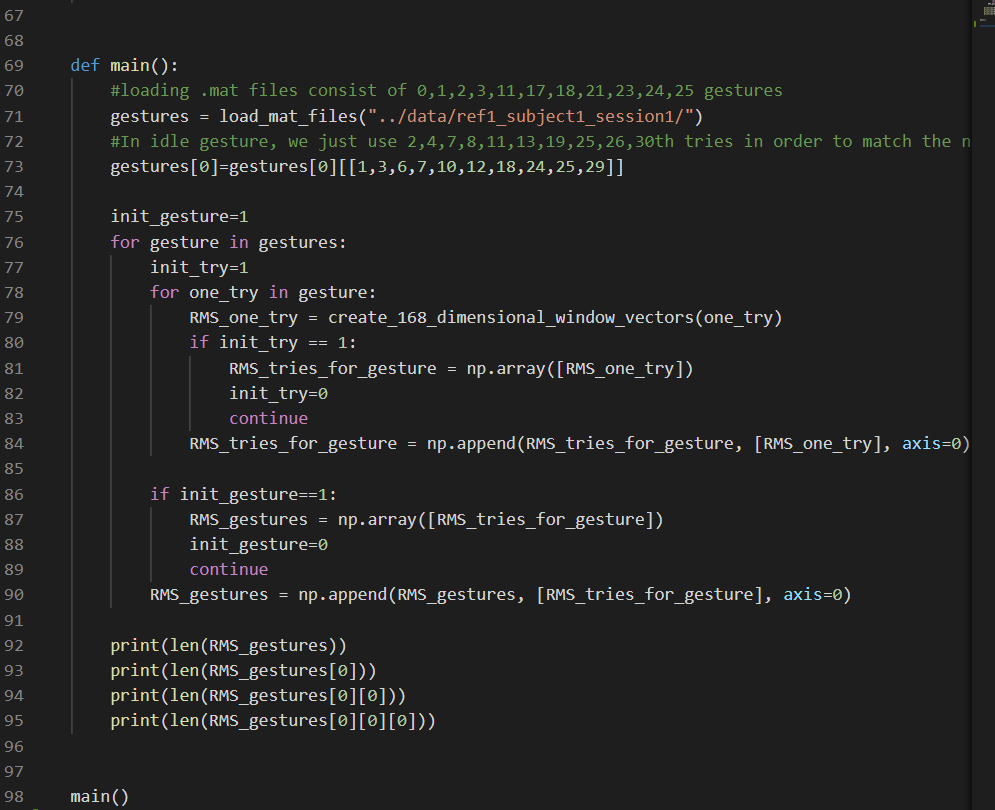 67
68
69 def main():
70 #loading .mat files consist of 0,1,2,3,11,17,18,21,23,24,25 gestures
71 gestures = load_mat_files("../data/ref1_subject1_session1/")
72 #In idle gesture, we just use 2,4,7,8,11,13,19,25,26,30th tries in order to match the n
73 gestures[0]=gestures[0][[1,3,6,7,10,12,18,24,25,29]]
74
75 init_gesture=1
76 for gesture in gestures:
77 init_try=1
78 for one_try in gesture:
79 RMS_one_try = create_168_dimensional_window_vectors(one_try)
80 if init_try == 1:
81 RMS_tries_for_gesture = np.array([RMS_one_try])
82 init_try=0
83 continue
84 RMS_tries_for_gesture = np.append(RMS_tries_for_gesture, [RMS_one_try], axis=0)
85
86 if init_gesture==1:
87 RMS_gestures = np.array([RMS_tries_for_gesture])
88 init_gesture=0
89 continue
90 RMS_gestures = np.append(RMS_gestures, [RMS_tries_for_gesture], axis=0)
91
92 print(len(RMS_gestures))
93 print(len(RMS_gestures[0]))
94 print(len(RMS_gestures[0][0]))
95 print(len(RMS_gestures[0][0][0]))
96
97
98 main()